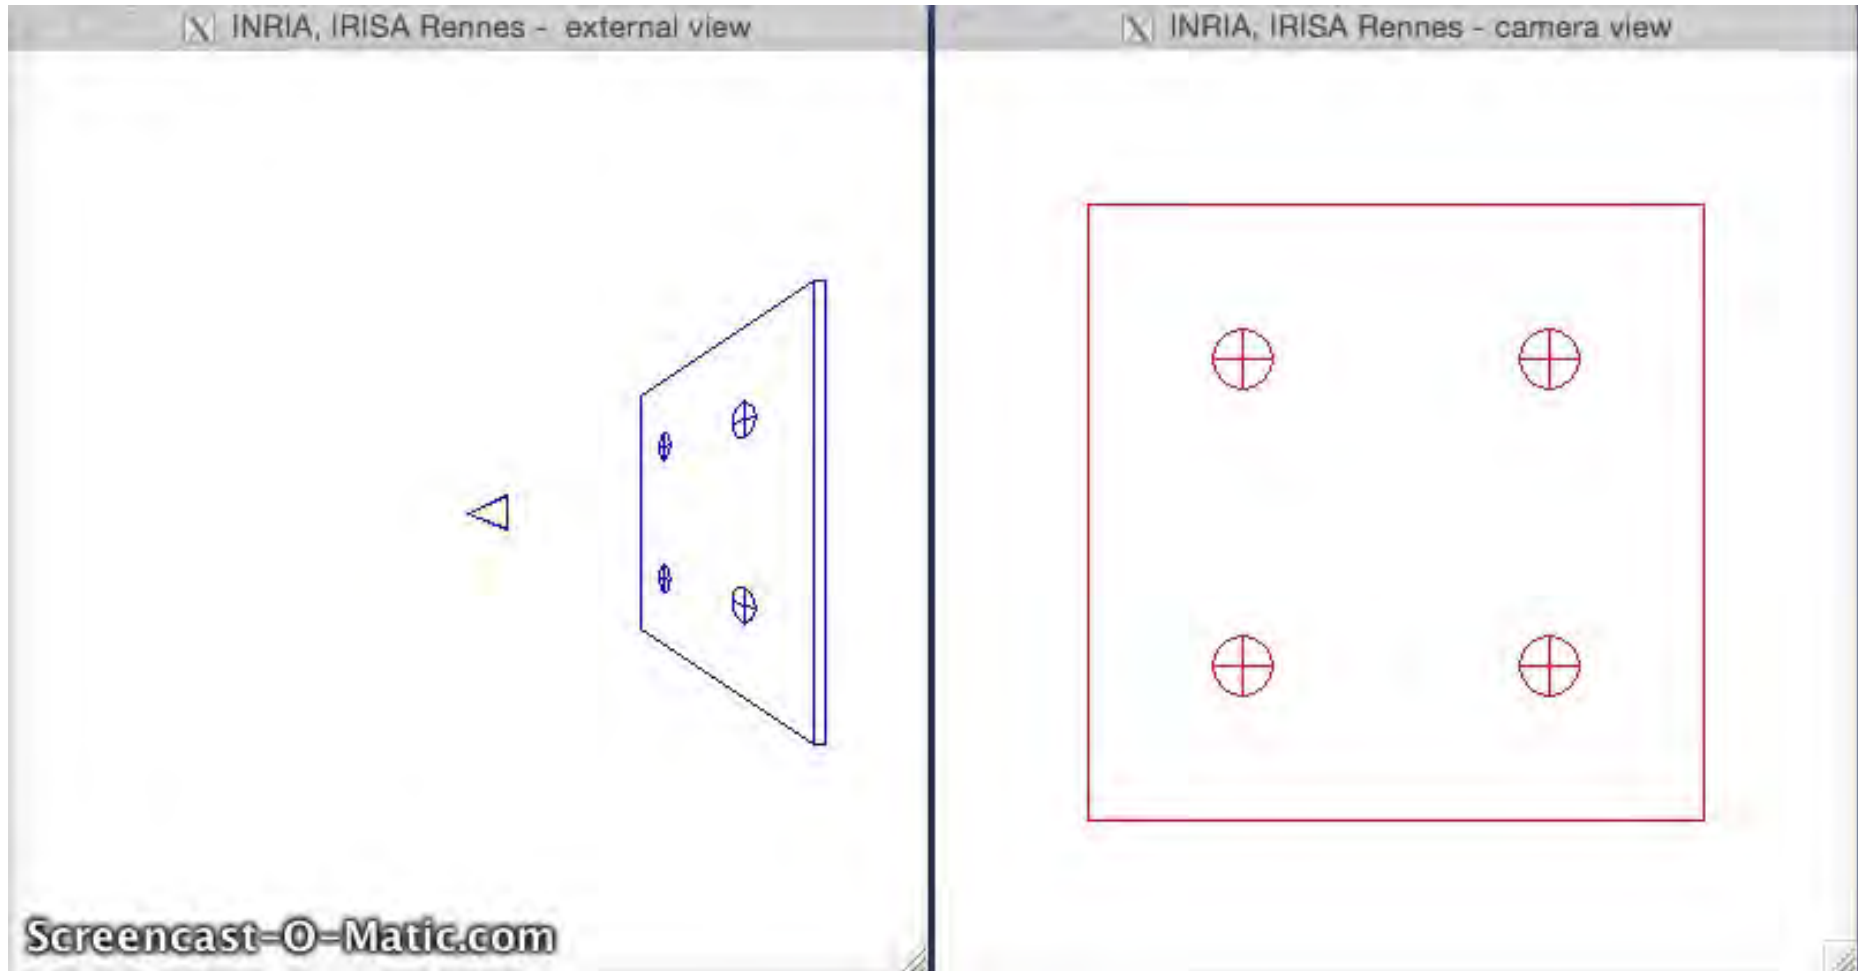 INRIA, IRISA Rennes - external view
INRIA, IRISA Rennes - camera view
Screencast-O-Matic.com